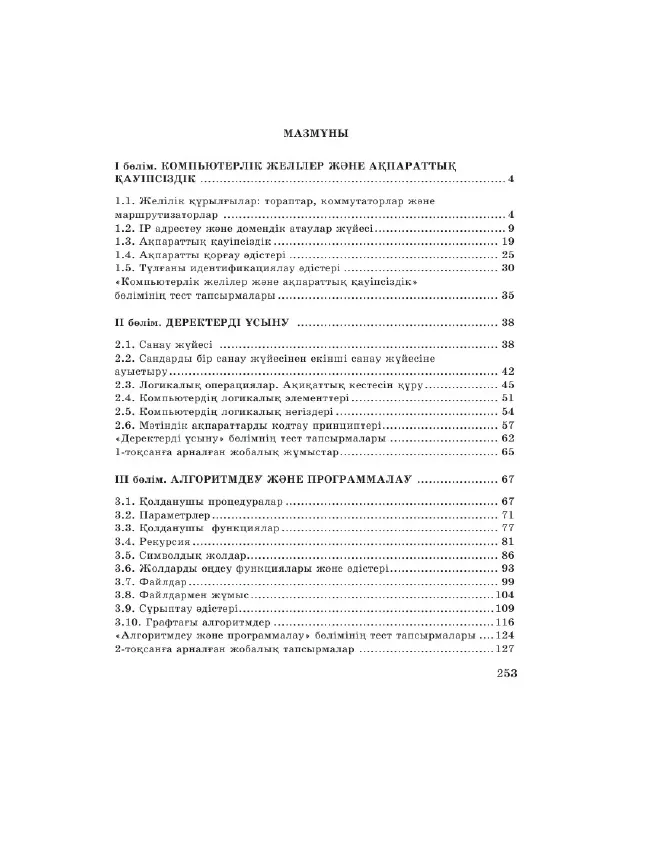 МАЗМҰНЫ
I бөлім. КОМПЬЮТЕРЛІК ЖЕЛІЛЕР ЖӘНЕ АҚПАРАТТЫҚ
ҚАУІПСІЗДІК ........................................ 4
1.1. Желілік құрылғылар: тораптар, коммутаторлар және
маршрутизаторлар ........................................ 4
1.2. IP адрестеу және домендік атаулар жүйесі........................................ 9
1.3. Ақпараттық қауіпсіздік ........................................ 19
1.4. Ақпаратты қорғау әдістері ........................................ 25
1.5. Тұлғаны идентификациялау әдістері ........................................ 30
«Компьютерлік желілер және ақпараттық қауіпсіздік»
бөлімінің тест тапсырмалары ........................................ 35
II бөлім. ДЕРЕКТЕРДІ ҰСЫНУ ........................................ 38
2.1. Санау жүйесі ........................................ 38
2.2. Сандарды бір санау жүйесінен екінші санау жүйесіне
ауыстыру........................................ 42
2.3. Логикалық операциялар. Ақиқаттық кестесін құру........................................ 45
2.4. Компьютердің логикалық элементтері ........................................ 51
2.5. Компьютердің логикалық негіздері ........................................ 54
2.6. Мәтіндік ақпараттарды кодтау принциптері........................................ 57
«Деректерді ұсыну» бөлімнің тест тапсырмалары ........................................ 62
1-тоқсанға арналған жобалық жұмыстар........................................ 65
III бөлім. АЛГОРИТМДЕУ ЖӘНЕ ПРОГРАММАЛАУ ........................................ 67
3.1. Қолданушы процедуралар ........................................ 67
3.2. Параметрлер........................................ 71
3.3. Қолданушы функциялар ........................................ 77
3.4. Рекурсия ........................................ 81
3.5. Символдық жолдар........................................ 86
3.6. Жолдарды өңдеу функциялары және әдістері........................................ 93
3.7. Файлдар........................................ 99
3.8. Файлдармен жұмыс ........................................104
3.9. Сұрыптау әдістері........................................109
3.10. Графтағы алгоритмдер ........................................116
«Алгоритмдеу және программалау» бөлімінің тест тапсырмалары ....124
2-тоқсанға арналған жобалық тапсырмалар ........................................127
253